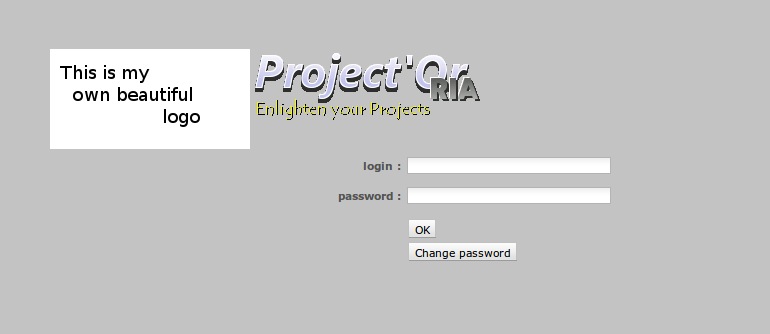 This is my
own beautiful
logo
Project'Or
RIA
Enlighten your Projects
login :
password :
OK
Change password